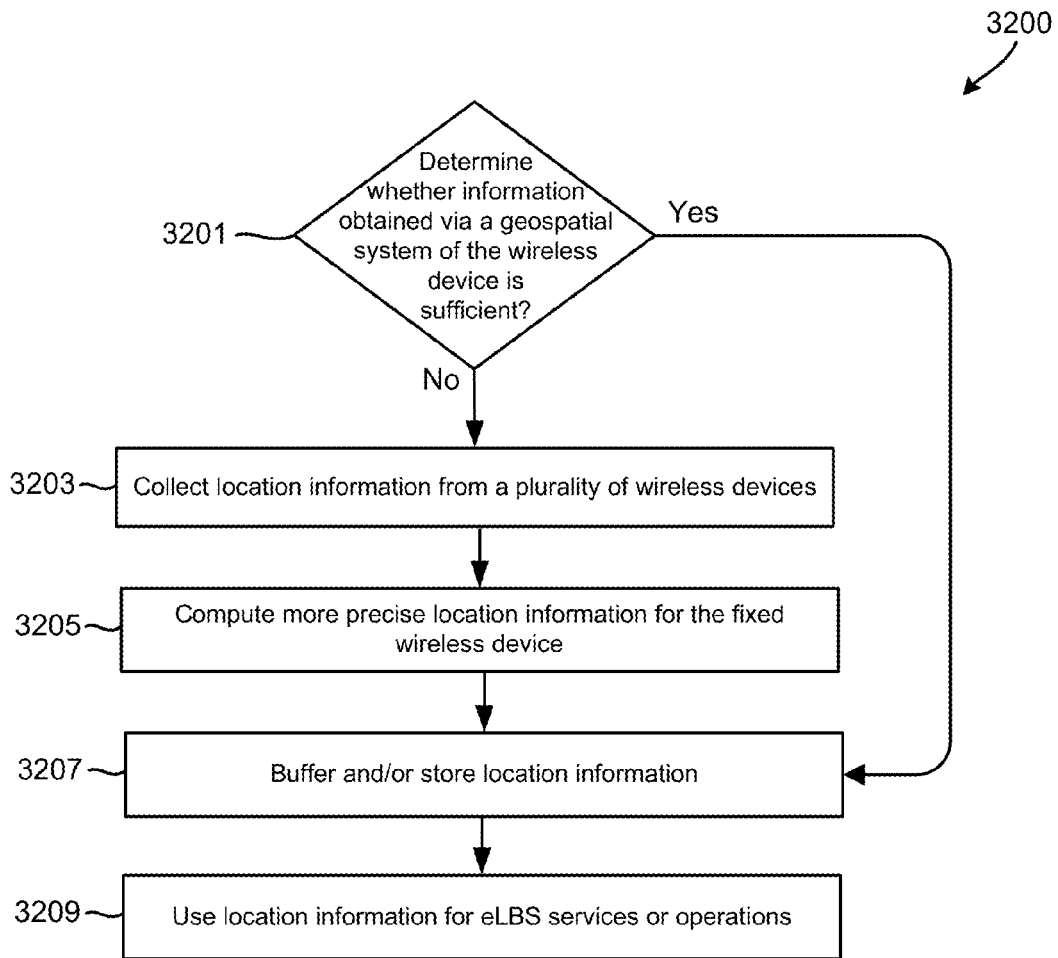 3200
Determine
whether information
obtained via a geospatial
system of the wireless
device is
sufficient?
3201
Yes
No
3203
Collect location information from a plurality of wireless devices
3205
Compute more precise location information for the fixed
wireless device
3207
Buffer and/or store location information
3209
Use location information for eLBS services or operations